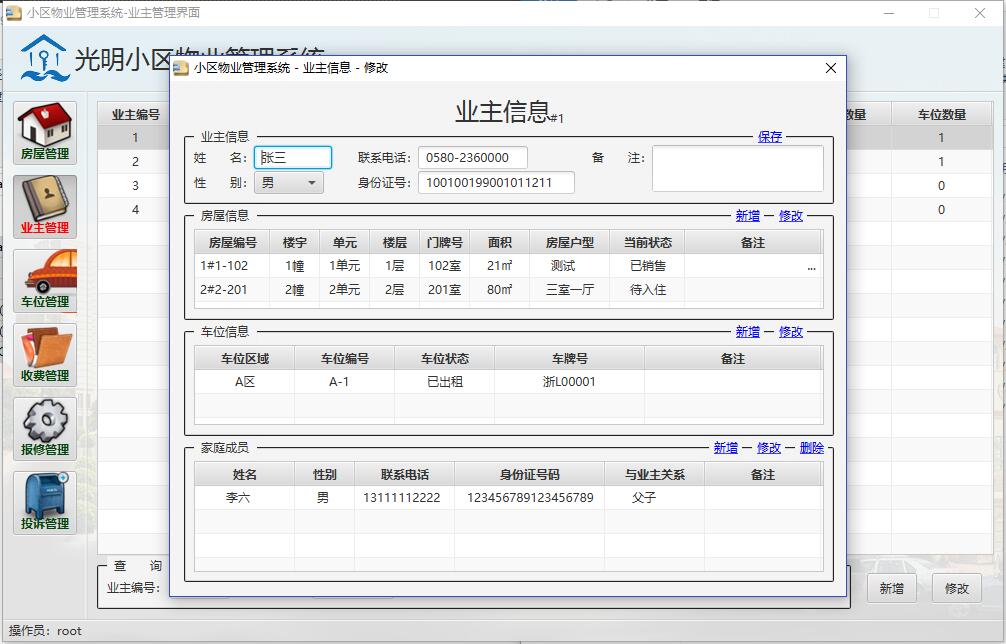 小区物业管理系统-业主管理界面
光明小区物业管理系统
小区物业管理系统 - 业主信息 - 修改
房屋管理
业主管理
车位管理
收费管理
报修管理
投诉管理
业主编号 数量 车位数量
1 1
2 1
3 0
4 0
业主信息#1
业主信息 保存
姓 名: 张三 联系电话: 0580-2360000 备 注:
性 别: 男 身份证号: 100100199001011211
房屋信息 新增 - 修改
房屋编号 楼宇 单元 楼层 门牌号 面积 房屋户型 当前状态 备注
1#1-102 1幢 1单元 1层 102室 21㎡ 测试 已销售 ...
2#2-201 2幢 2单元 2层 201室 80㎡ 三室一厅 待入住
车位信息 新增 - 修改
车位区域 车位编号 车位状态 车牌号 备注
A区 A-1 已出租 浙L00001
家庭成员 新增 - 修改 - 删除
姓名 性别 联系电话 身份证号码 与业主关系 备注
李六 男 13111112222 123456789123456789 父子
查 询
业主编号:
新增 修改
操作员: root